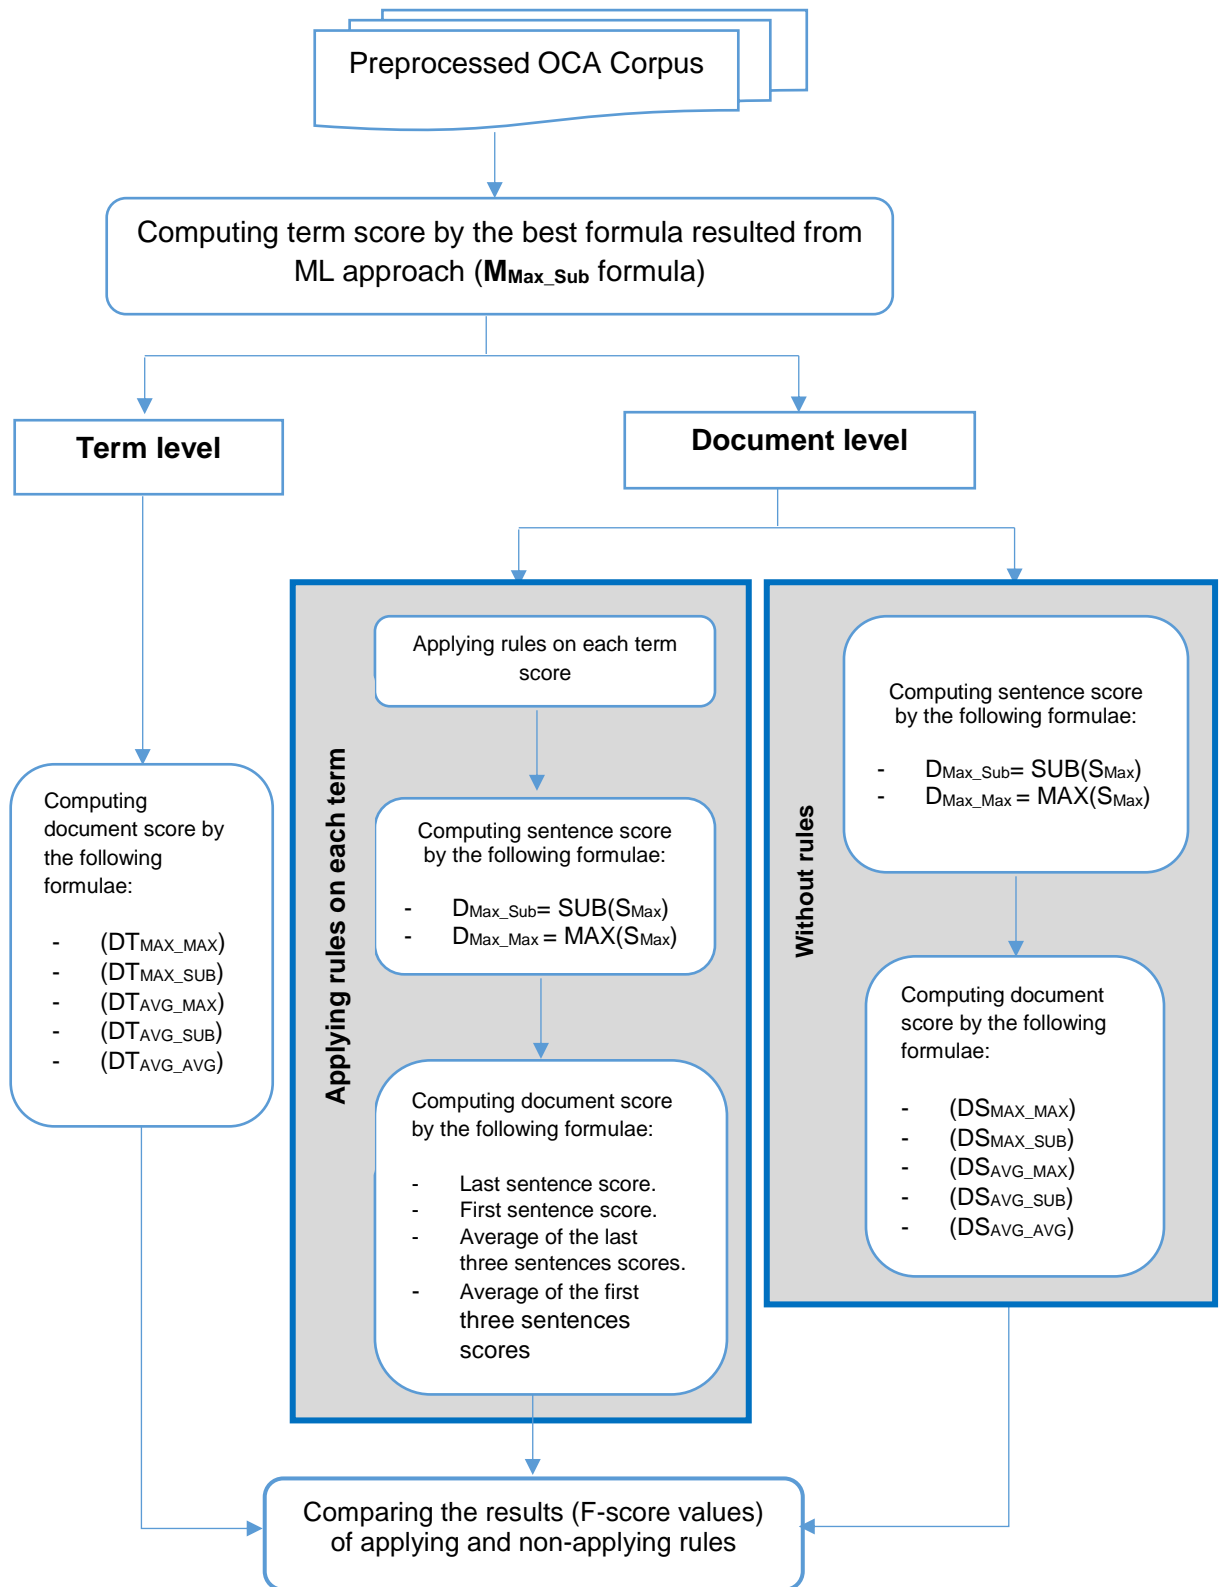 Preprocessed OCA Corpus
Computing term score by the best formula resulted from
ML approach (MMax_Sub formula)
Term level
Document level
Computing
document score by
the following
formulae:
- (DTMAX_MAX)
- (DTMAX_SUB)
- (DTAVG_MAX)
- (DTAVG_SUB)
- (DTAVG_AVG)
Applying rules on each term
Applying rules on each term
score
Computing sentence score
by the following formulae:
- DMax_Sub= SUB(SMax)
- DMax_Max = MAX(SMax)
Computing document score
by the following formulae:
- Last sentence score.
- First sentence score.
- Average of the last
three sentences scores.
- Average of the first
three sentences
scores
Without rules
Computing sentence score
by the following formulae:
- DMax_Sub= SUB(SMax)
- DMax_Max = MAX(SMax)
Computing document
score by the following
formulae:
- (DSMAX_MAX)
- (DSMAX_SUB)
- (DSAVG_MAX)
- (DSAVG_SUB)
- (DSAVG_AVG)
Comparing the results (F-score values)
of applying and non-applying rules